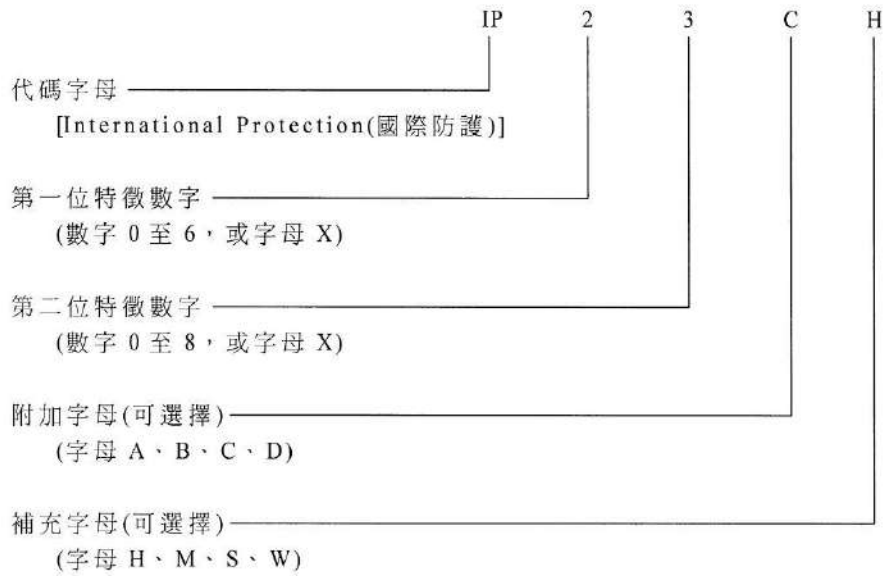 IP 2 3 C H
代碼字母
[International Protection(國際防護)]
第一位特徵數字
(數字 0 至 6，或字母 X)
第二位特徵數字
(數字 0 至 8，或字母 X)
附加字母(可選擇)
(字母 A、B、C、D)
補充字母(可選擇)
(字母 H、M、S、W)